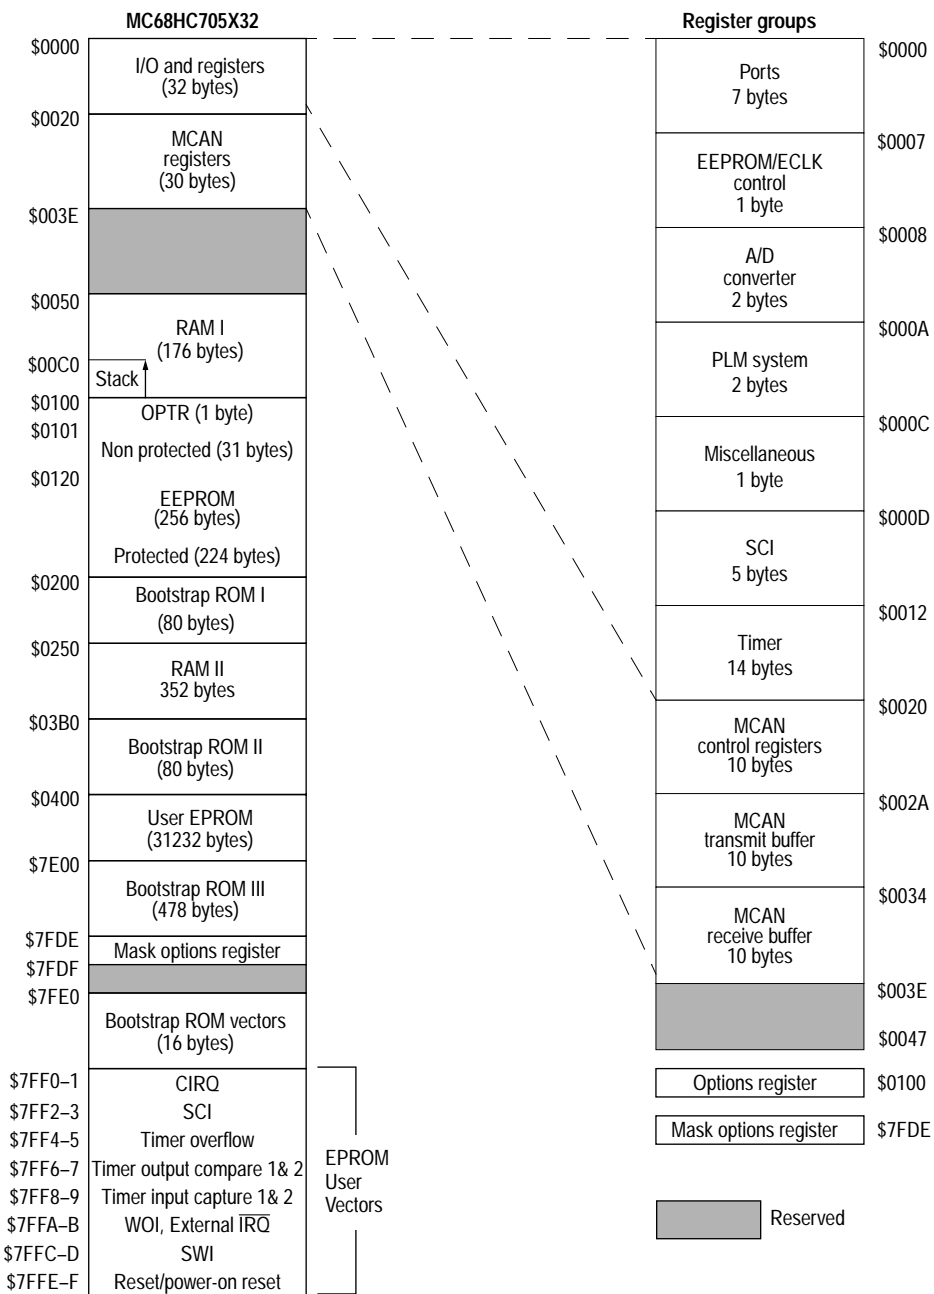 MC68HC705X32
$0000
I/O and registers
(32 bytes)
$0020
MCAN
registers
(30 bytes)
$003E
$0050
RAM I
(176 bytes)
$00C0
Stack
$0100
OPTR (1 byte)
$0101
Non protected (31 bytes)
$0120
EEPROM
(256 bytes)
Protected (224 bytes)
$0200
Bootstrap ROM I
(80 bytes)
$0250
RAM II
352 bytes
$03B0
Bootstrap ROM II
(80 bytes)
$0400
User EPROM
(31232 bytes)
$7E00
Bootstrap ROM III
(478 bytes)
$7FDE
Mask options register
$7FDF
$7FE0
Bootstrap ROM vectors
(16 bytes)
$7FF0–1 CIRQ
$7FF2–3 SCI
$7FF4–5 Timer overflow
$7FF6–7 Timer output compare 1& 2
$7FF8–9 Timer input capture 1& 2
$7FFA–B WOI, External IRQ
$7FFC–D SWI
$7FFE–F Reset/power-on reset
EPROM
User
Vectors
Register groups
$0000
Ports
7 bytes
$0007
EEPROM/ECLK
control
1 byte
$0008
A/D
converter
2 bytes
$000A
PLM system
2 bytes
$000C
Miscellaneous
1 byte
$000D
SCI
5 bytes
$0012
Timer
14 bytes
$0020
MCAN
control registers
10 bytes
$002A
MCAN
transmit buffer
10 bytes
$0034
MCAN
receive buffer
10 bytes
$003E
$0047
Options register $0100
Mask options register $7FDE
Reserved